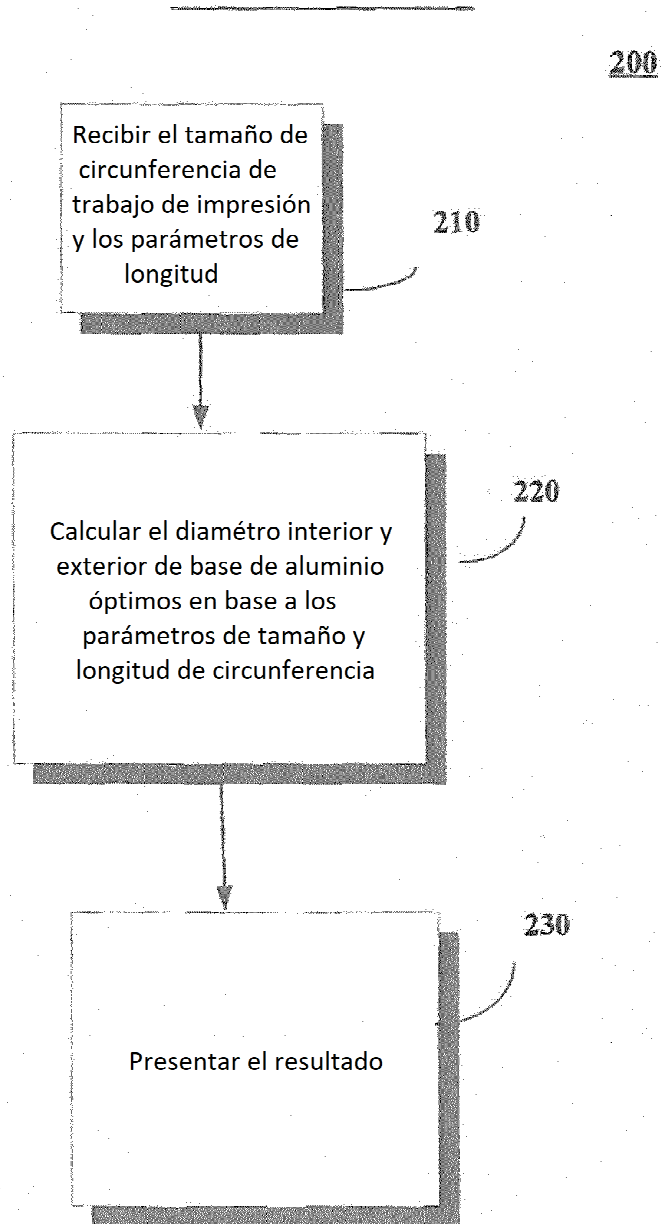 200
Recibir el tamaño de
circunferencia de
trabajo de impresión
y los parámetros de
longitud
210
Calcular el diamétro interior y
exterior de base de aluminio
óptimos en base a los
parámetros de tamaño y
longitud de circunferencia
220
Presentar el resultado
230